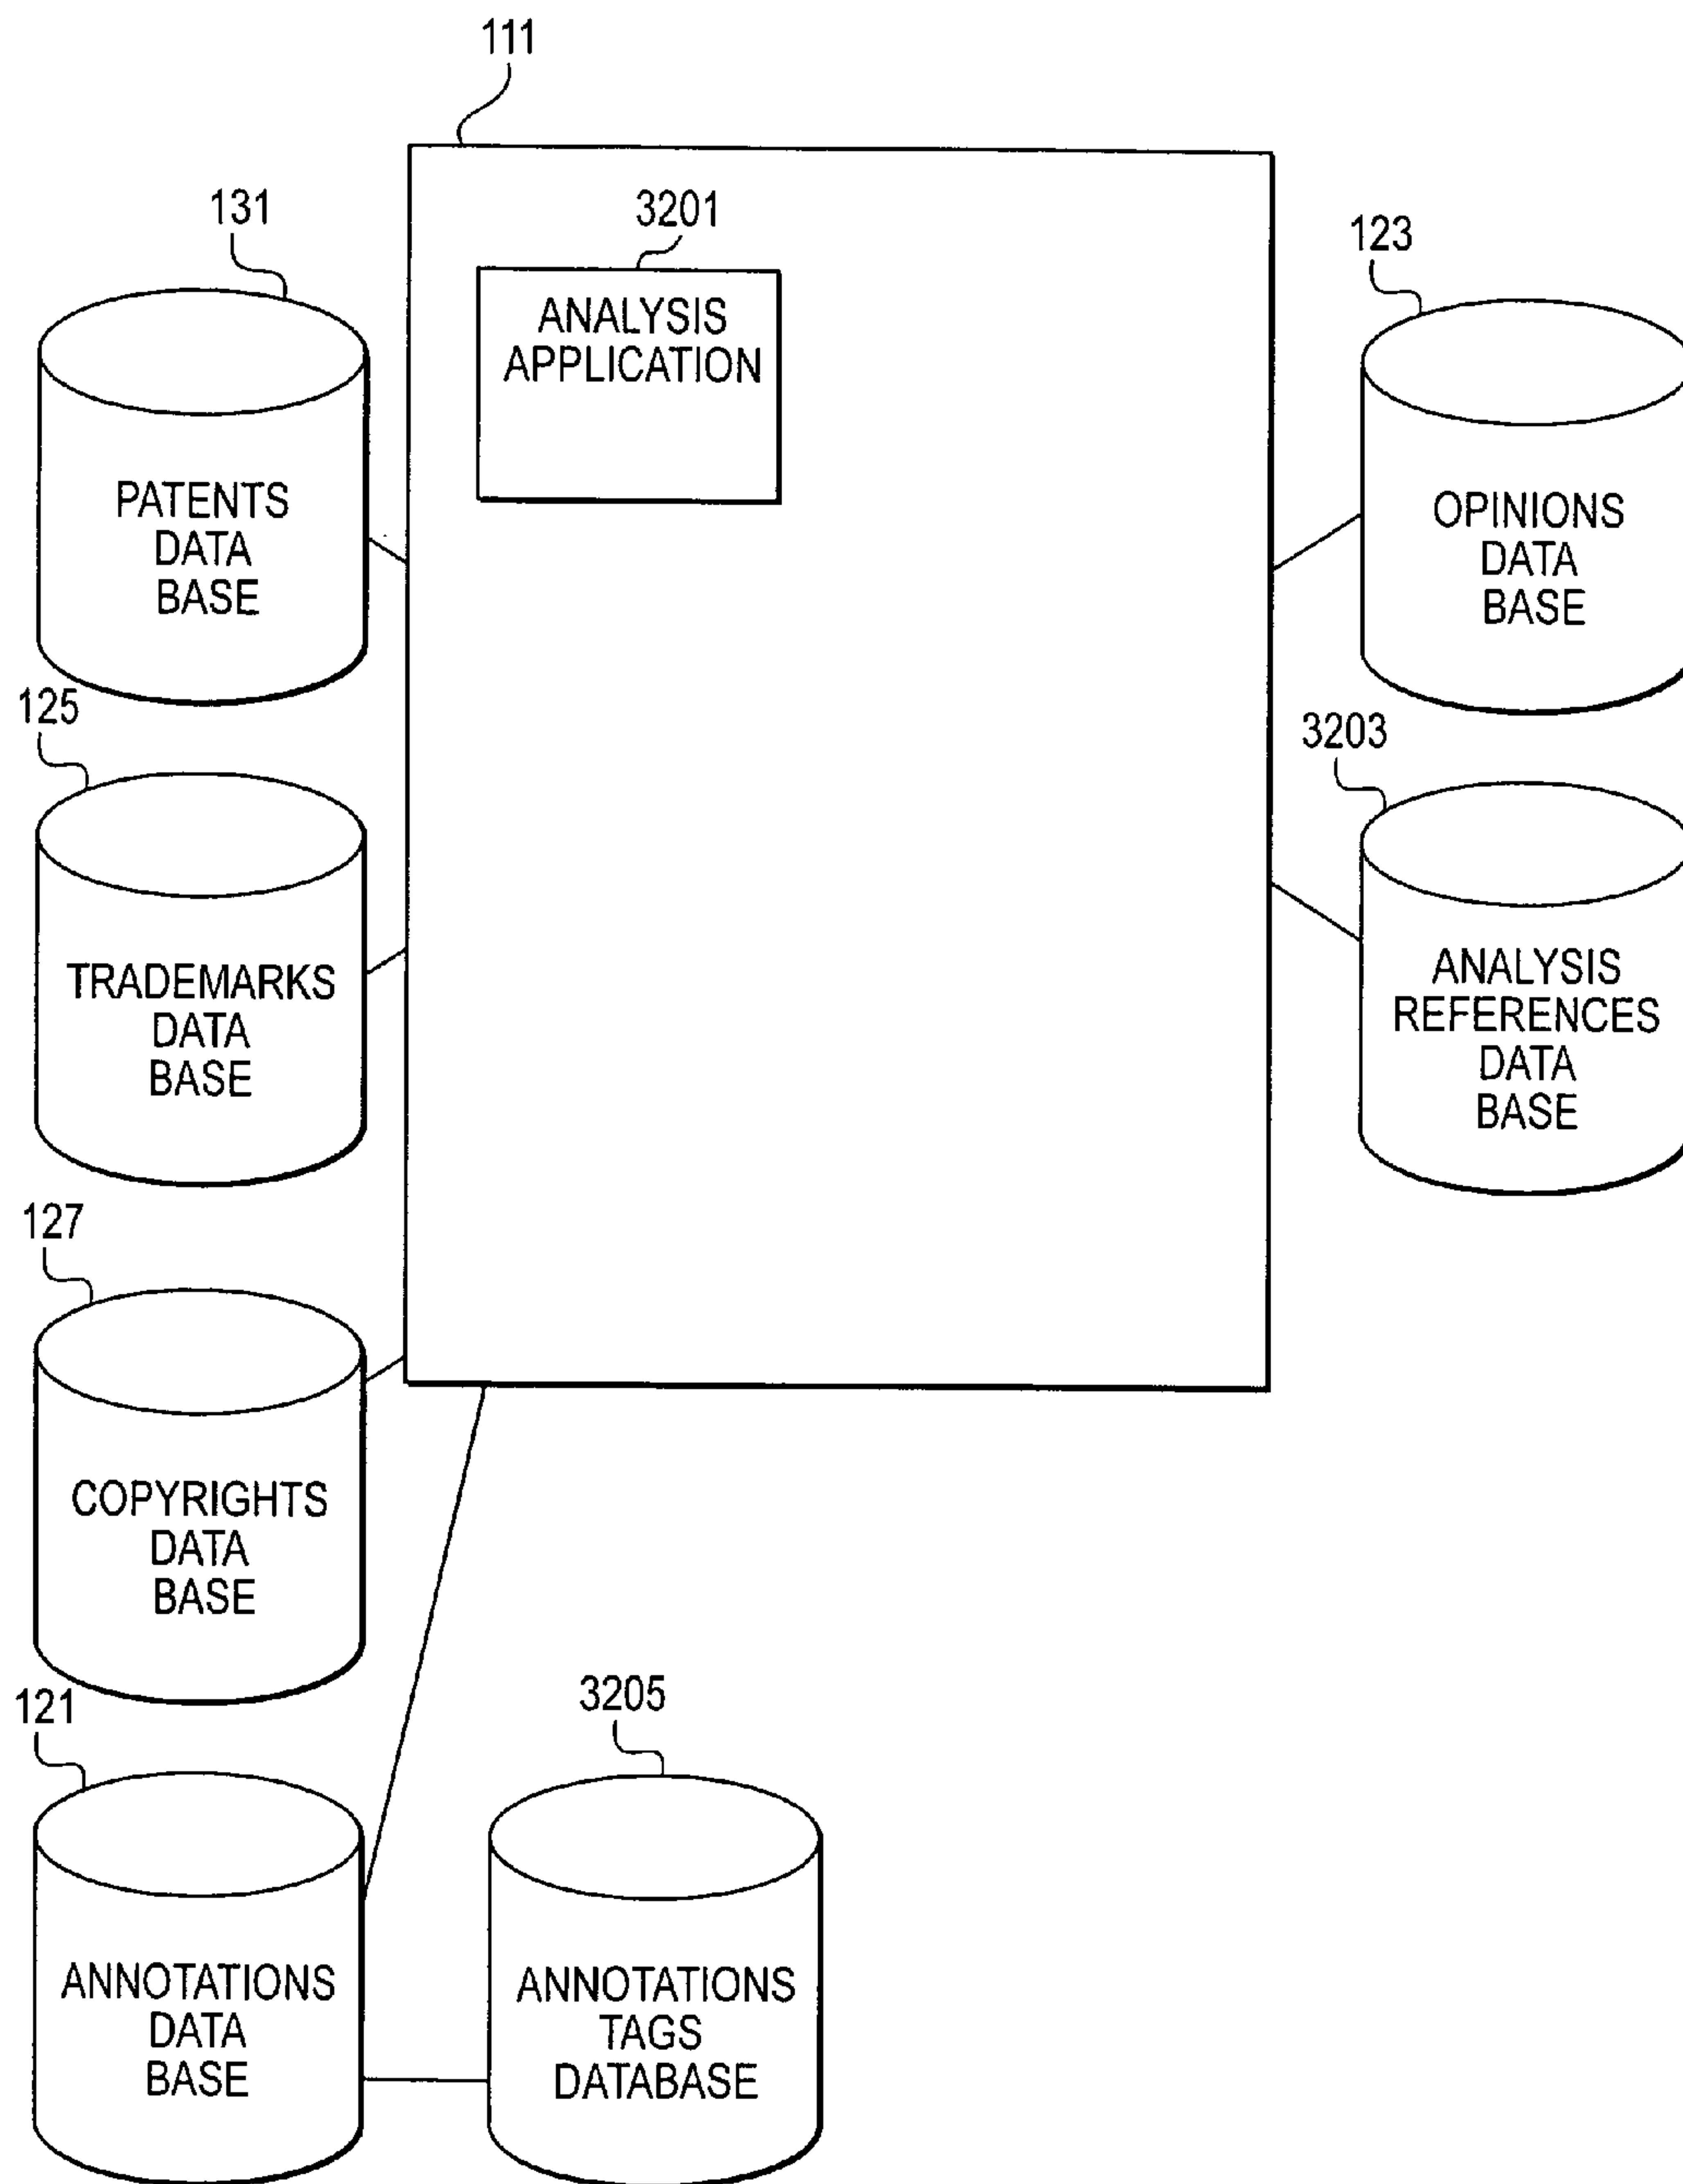 111
131
3201
123
ANALYSIS
APPLICATION
PATENTS
DATA
BASE
OPINIONS
DATA
BASE
125
3203
TRADEMARKS
DATA
BASE
ANALYSIS
REFERENCES
DATA
BASE
127
COPYRIGHTS
DATA
BASE
121
3205
ANNOTATIONS
DATA
BASE
ANNOTATIONS
TAGS
DATABASE